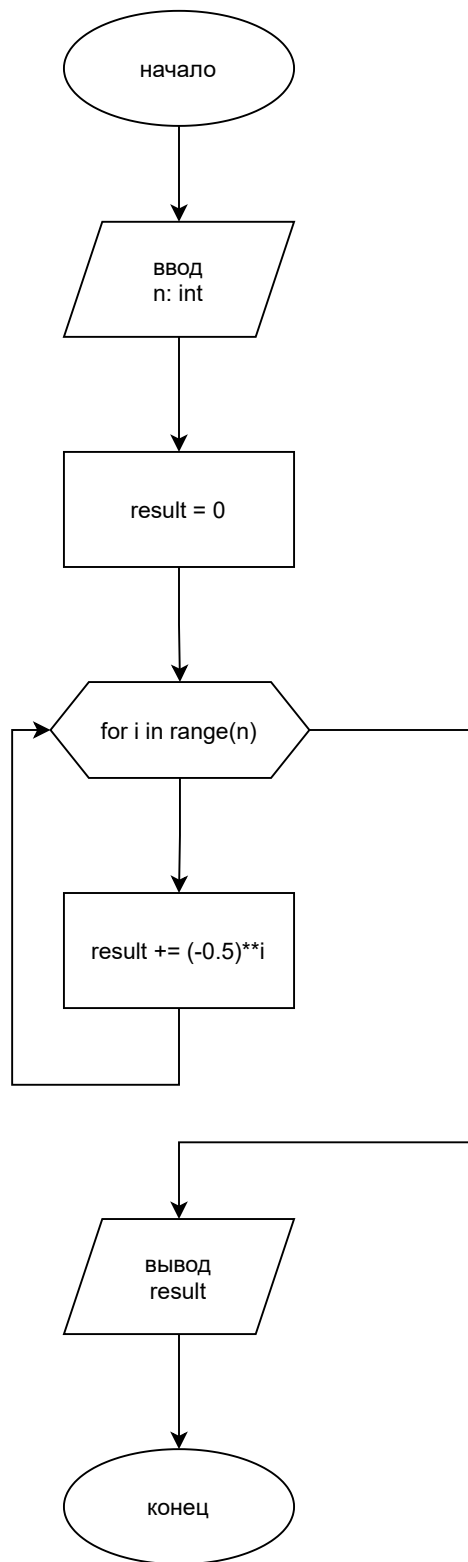 начало
ввод
n: int
result = 0
for i in range(n)
result += (-0.5)**i
вывод
result
конец